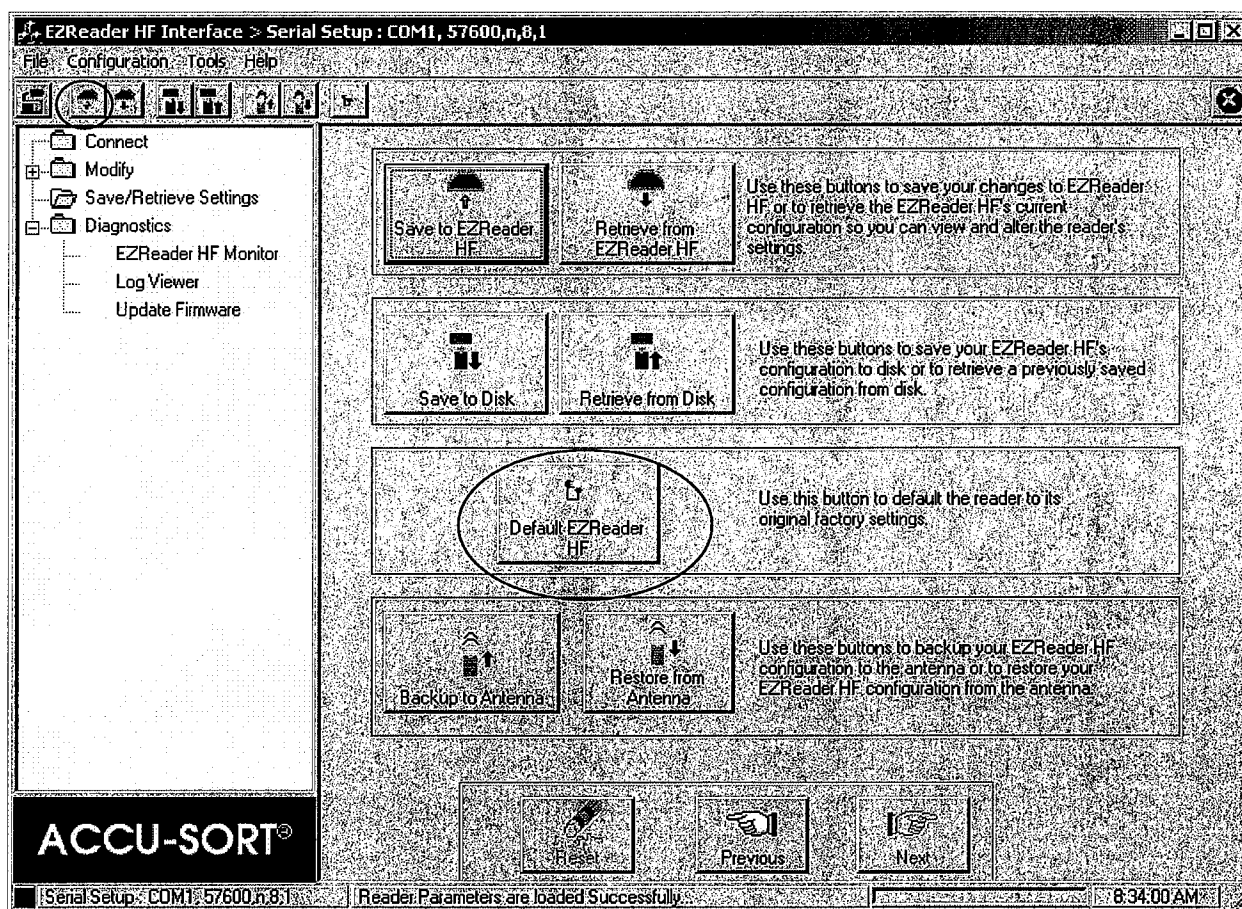 EZReader HF Interface > Serial Setup : COM1, 57600,n,8,1
File Configuration Tools Help
Connect
Modify
Save/Retrieve Settings
Diagnostics
EZReader HF Monitor
Log Viewer
Update Firmware
ACCU-SORT®
Save to EZReader
HF
Retrieve from
EZReader HF
Use these buttons to save your changes to EZReader
HF or to retrieve the EZReader HF's current
configuration so you can view and alter the reader's
settings.
Save to Disk
Retrieve from Disk
Use these buttons to save your EZReader HF's
configuration to disk or to retrieve a previously saved
configuration from disk.
Default EZReader
HF
Use this button to default the reader to its
original factory settings.
Backup to Antenna
Restore from
Antenna
Use these buttons to backup your EZReader HF
configuration to the antenna or to restore your
EZReader HF configuration from the antenna.
Reset
Previous
Next
Serial Setup : COM1, 57600,n,8,1
Reader Parameters are loaded Successfully.
8:34:00 AM